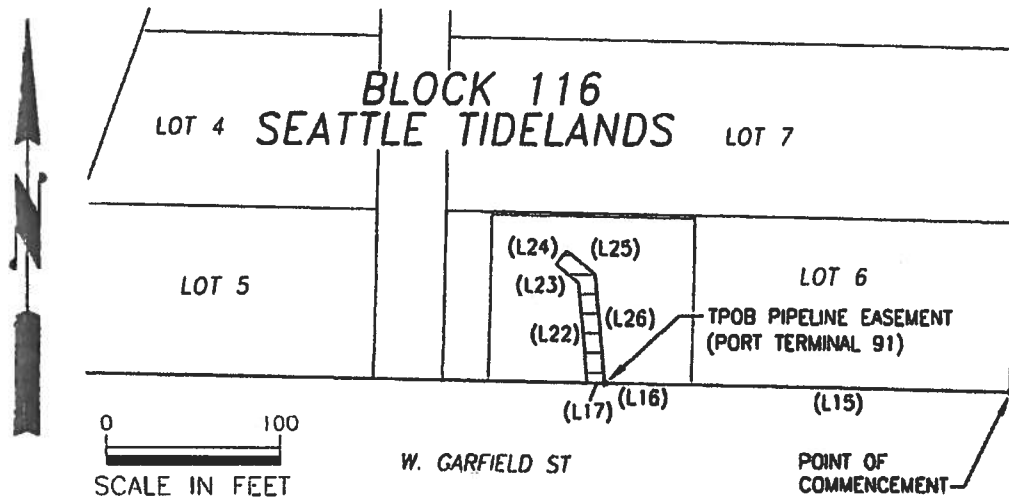 BLOCK 116
LOT 4 SEATTLE TIDELANDS LOT 7
N
(L24) (L25)
LOT 5 (L23) LOT 6
(L22) (L26) TPOB PIPELINE EASEMENT
(PORT TERMINAL 91)
(L17) (L16) (L15)
0 100
SCALE IN FEET
W. GARFIELD ST
POINT OF
COMMENCEMENT